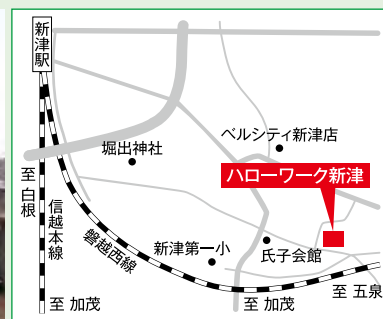 新津駅
堀出神社
ベルシティ新津店
ハローワーク新津
至 白根
信越本線
磐越西線
新津第一小
氏子会館
至 五泉
至 加茂
至 加茂